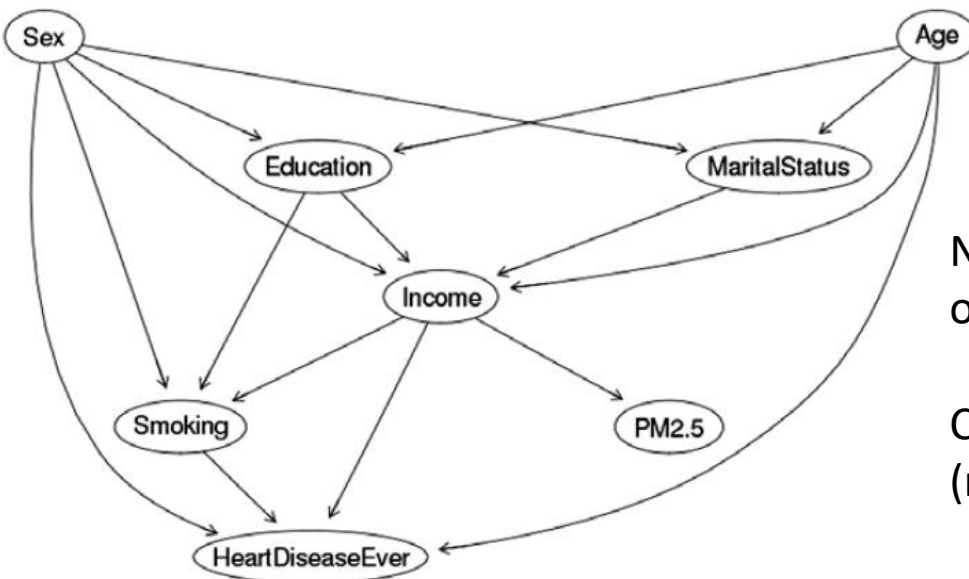 Sex
Age
Education
MaritalStatus
Income
Smoking
PM2.5
HeartDiseaseEver